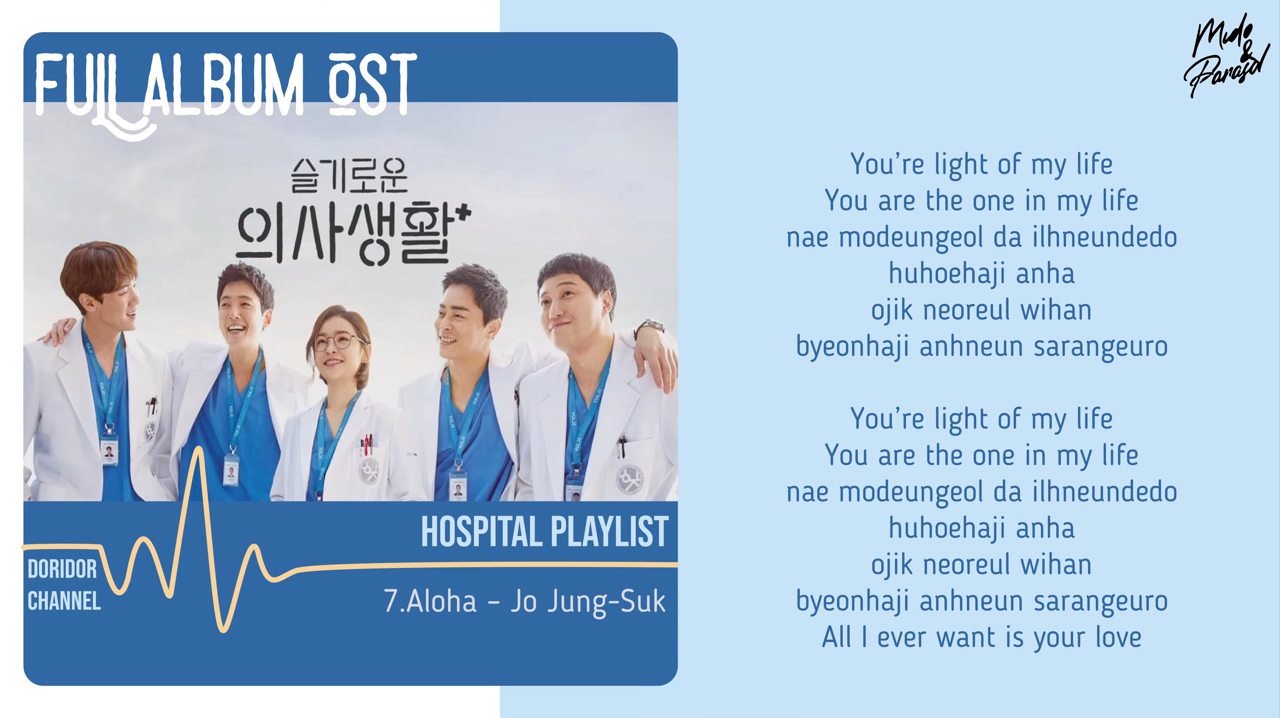 FULL ALBUM OST
슬기로운
의사생활+
HOSPITAL PLAYLIST
DORIDOR
CHANNEL
7.Aloha – Jo Jung-Suk
Mido
&
Parasol
You're light of my life
You are the one in my life
nae modeungeol da ilhneundedo
huhoehaji anha
ojik neoreul wihan
byeonhaji anhneun sarangeuro
You're light of my life
You are the one in my life
nae modeungeol da ilhneundedo
huhoehaji anha
ojik neoreul wihan
byeonhaji anhneun sarangeuro
All I ever want is your love